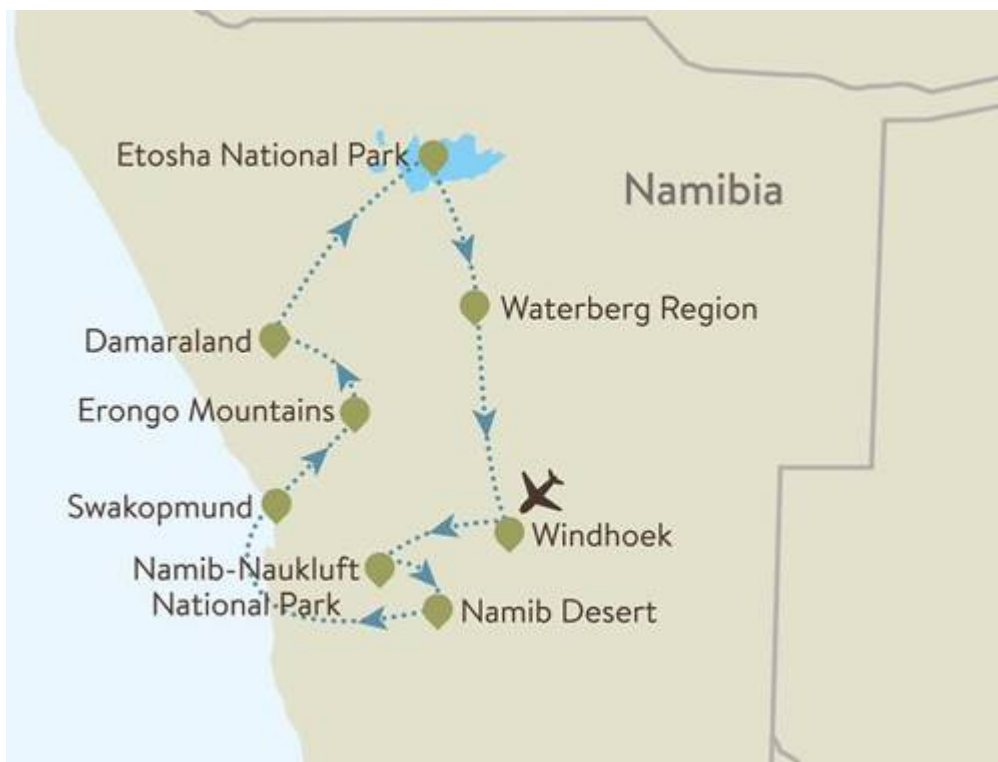 Etosha National Park
Namibia
Waterberg Region
Damaraland
Erongo Mountains
Swakopmund
Windhoek
Namib-Naukluft
National Park
Namib Desert